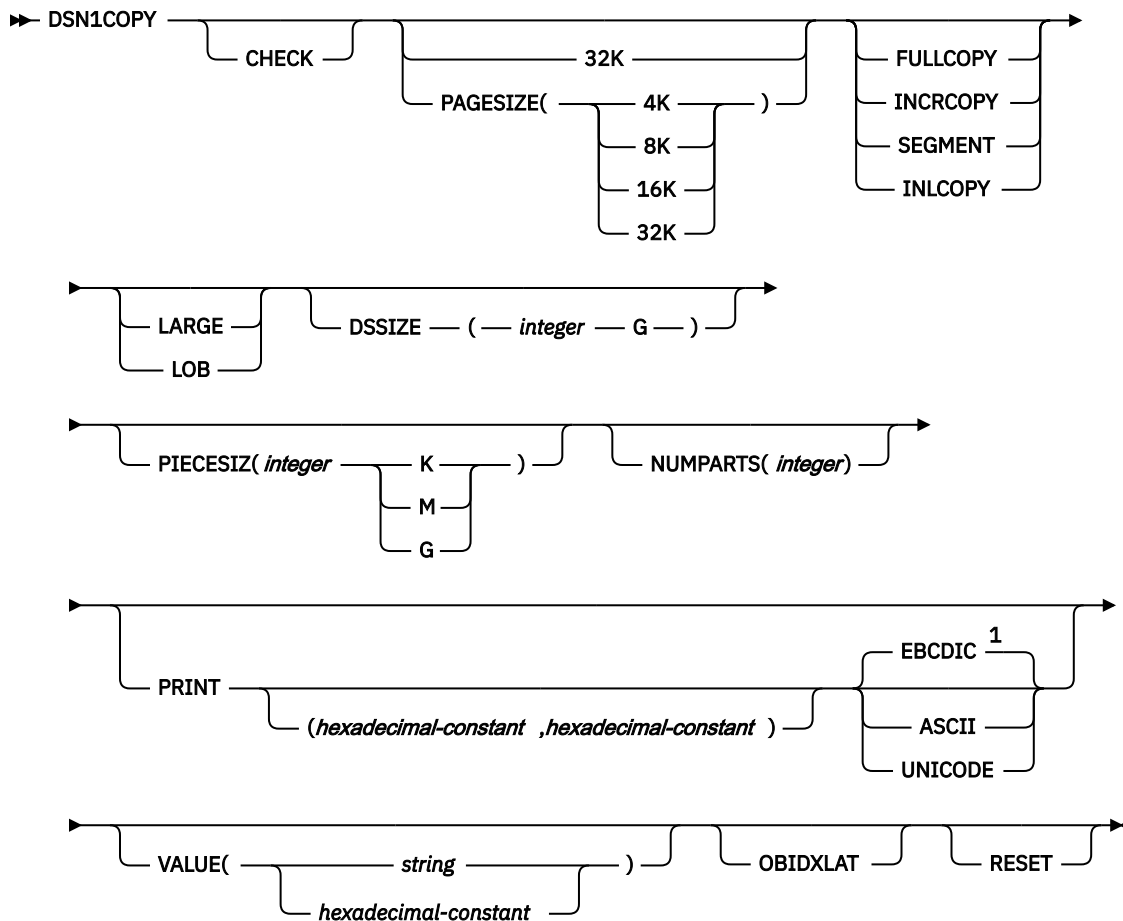 DSN1COPY
CHECK
32K
PAGESIZE( 4K )
8K
16K
32K
FULLCOPY
INCRCOPY
SEGMENT
INLCOPY
LARGE
LOB
DSSIZE ( integer G )
PIECESIZ( integer K )
M
G
NUMPARTS( integer)
PRINT
(hexadecimal-constant ,hexadecimal-constant )
EBCDIC 1
ASCII
UNICODE
VALUE( string )
hexadecimal-constant
OBIDXLAT
RESET